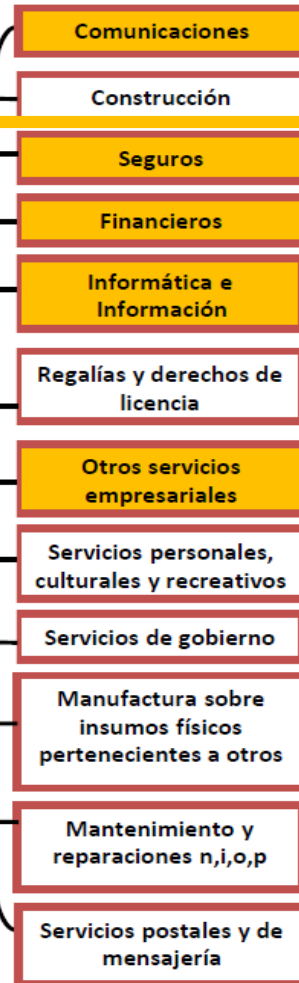 Comunicaciones
Construcción
Seguros
Financieros
Informática e
Información
Regalías y derechos de
licencia
Otros servicios
empresariales
Servicios personales,
culturales y recreativos
Servicios de gobierno
Manufactura sobre
insumos físicos
pertenecientes a otros
Mantenimiento y
reparaciones n,i,o,p
Servicios postales y de
mensajería